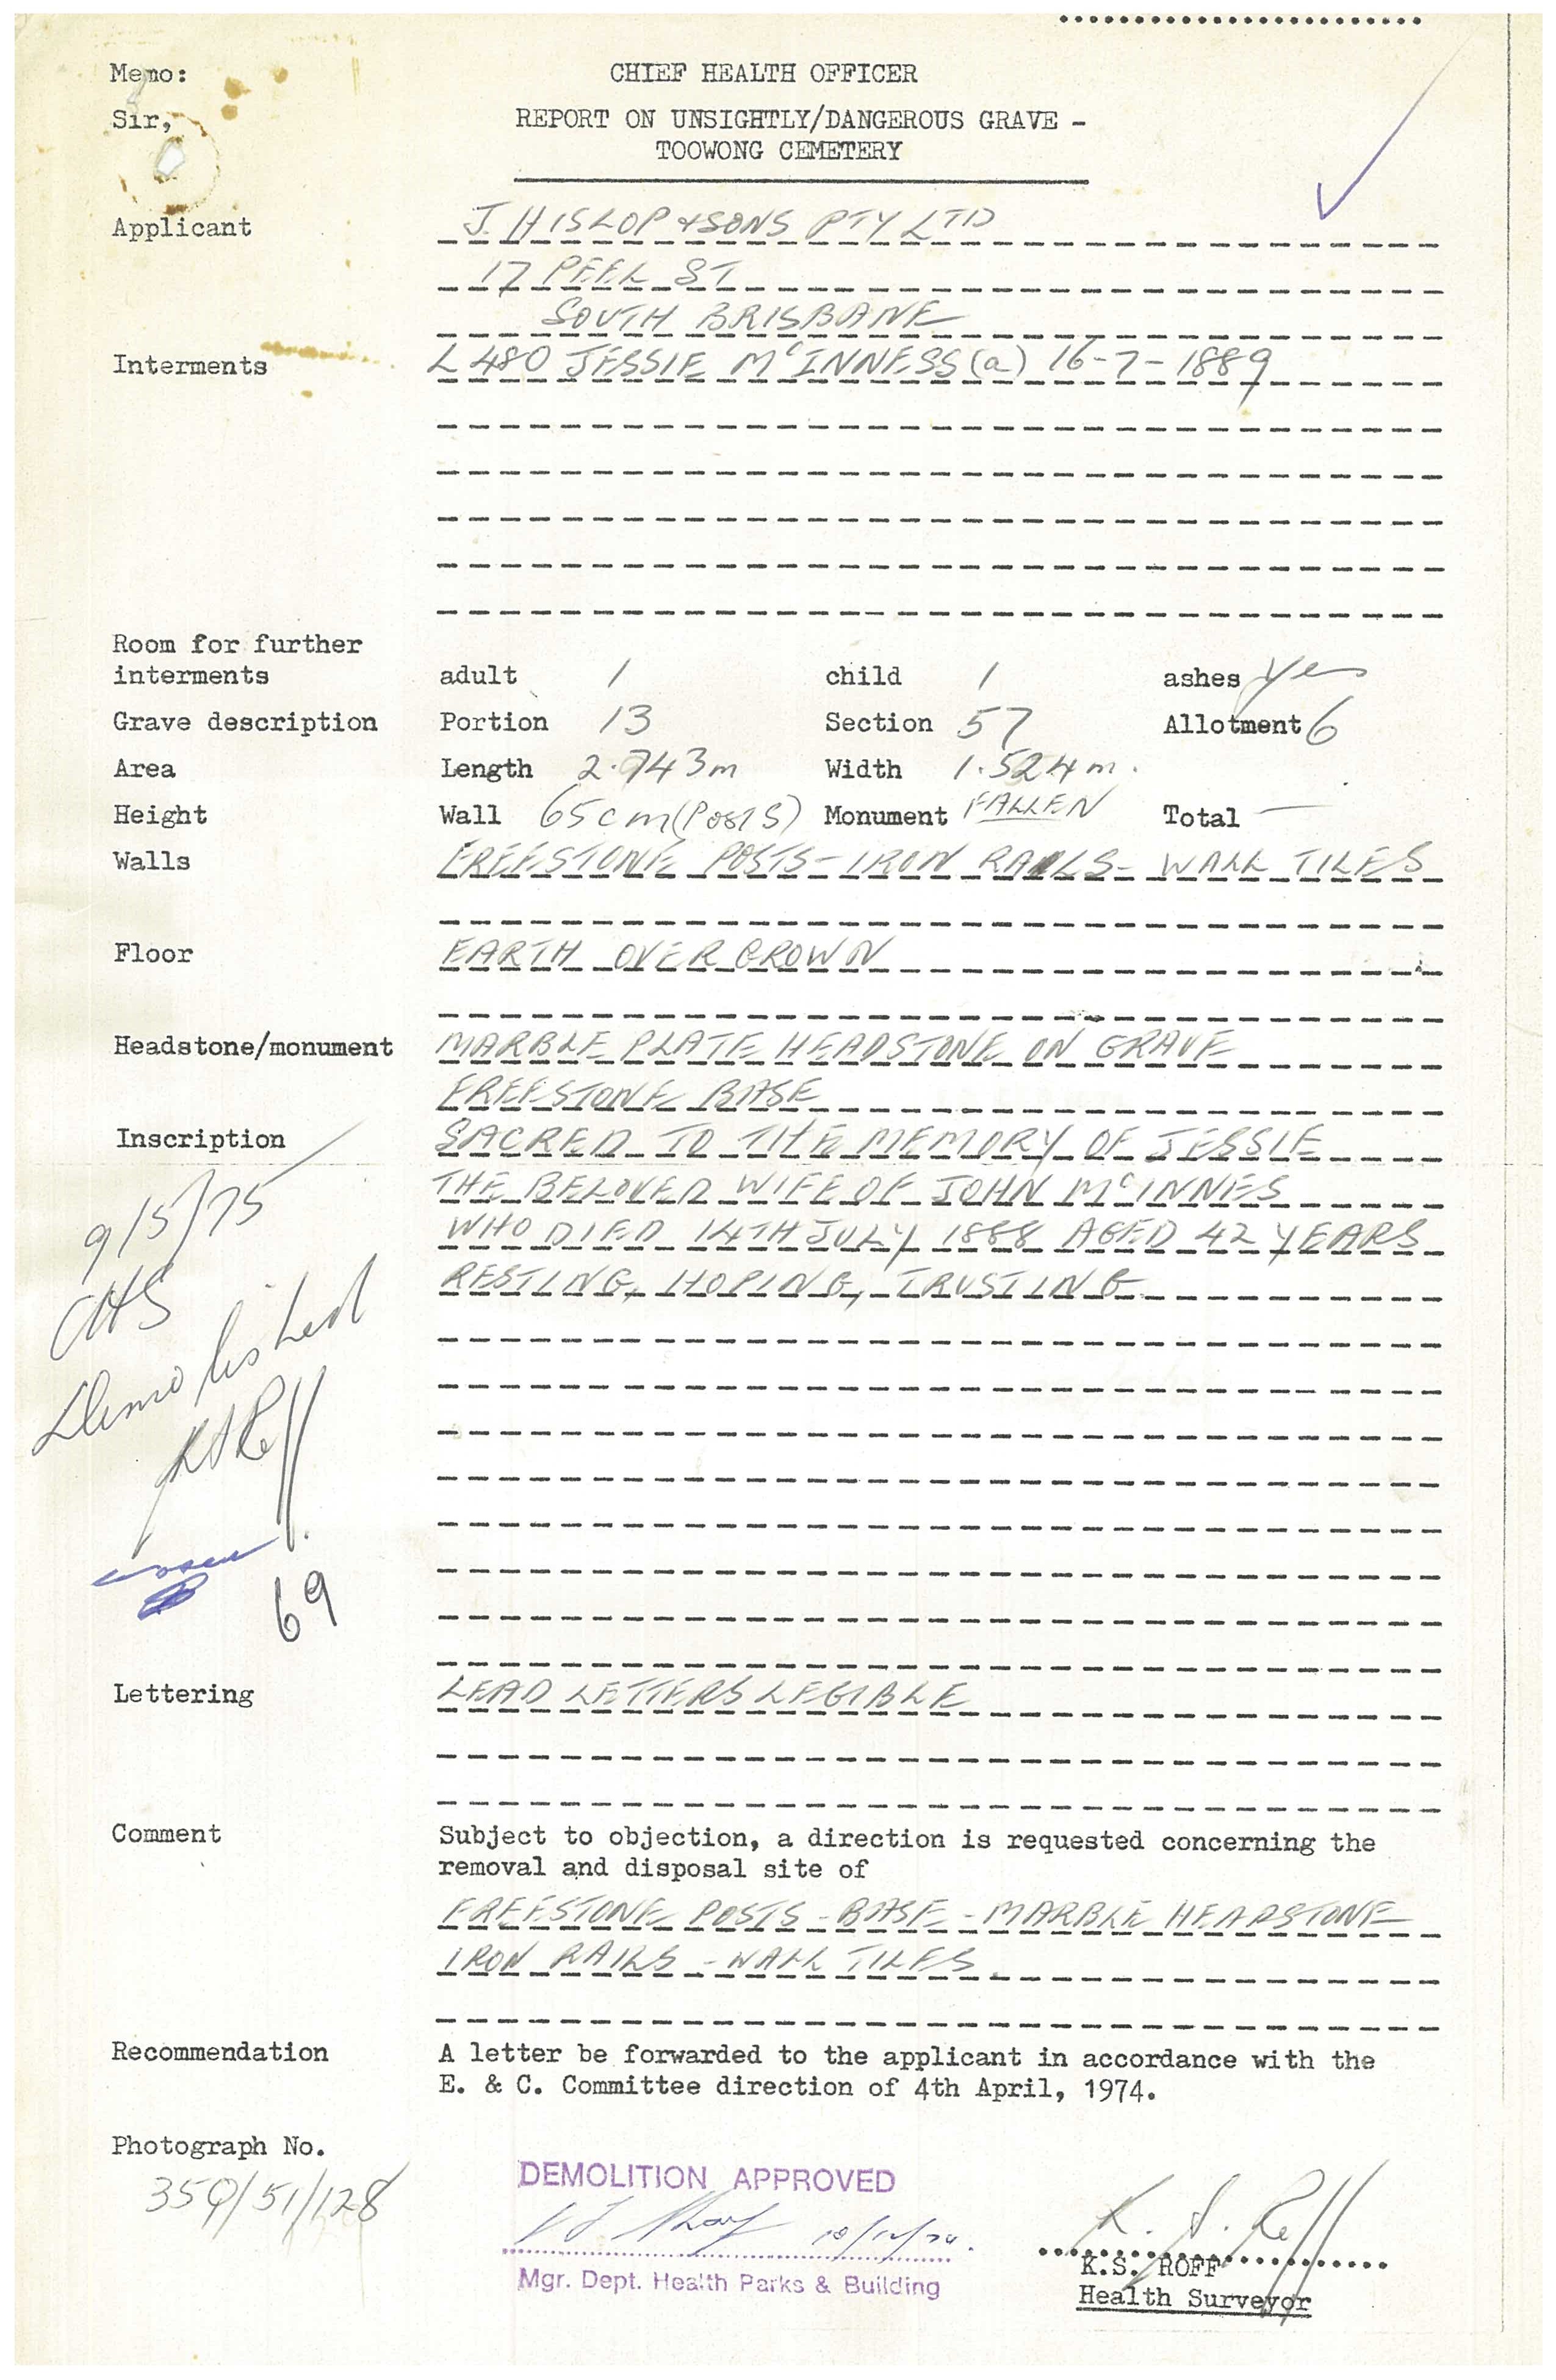 Memo:
CHIEF HEALTH OFFICER
Sir,
REPORT ON UNSIGHTLY/DANGEROUS GRAVE -
TOOWONG CEMETERY
Applicant J. HISLOP & SONS PTY LTD
17 PEEL ST
SOUTH BRISBANE
Interments L480 JESSIE McINNESS (a) 16-7-1889
Room for further
interments adult 1 child 1 ashes Yes
Grave description Portion 13 Section 57 Allotment 6
Area Length 2.743m Width 1.524m.
Height Wall 65cm (Posts) Monument FALLEN Total —
Walls FREESTONE POSTS - IRON RAILS - WALL TILES
Floor EARTH OVERGROWN
Headstone/monument MARBLE PLATE HEADSTONE ON GRAVE
FREESTONE BASE
Inscription SACRED TO THE MEMORY OF JESSIE
THE BELOVED WIFE OF JOHN McINNES
WHO DIED 14TH JULY 1888 AGED 42 YEARS
RESTING, HOPING, TRUSTING
9/5/75
CHS
Demolished
KSRoff
69
Lettering LEAD LETTERS LEGIBLE
Comment Subject to objection, a direction is requested concerning the
removal and disposal site of
FREESTONE POSTS - BASE - MARBLE HEADSTONE
IRON RAILS - WALL TILES
Recommendation A letter be forwarded to the applicant in accordance with the
E. & C. Committee direction of 4th April, 1974.
Photograph No.
359/51/128
DEMOLITION APPROVED
10/12/74.
Mgr. Dept. Health Parks & Building
K. S. Roff
K.S. ROFF
Health Surveyor